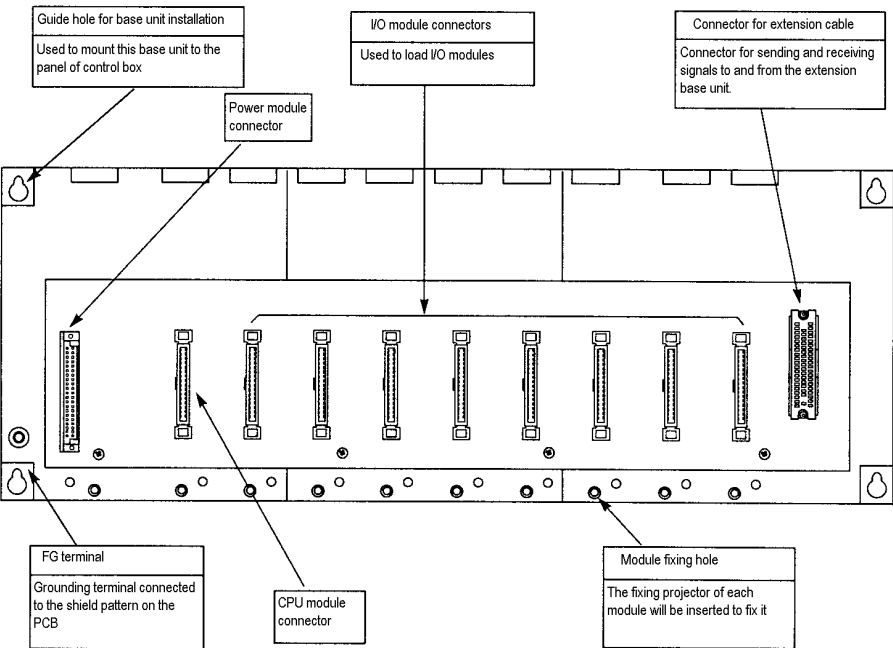 Guide hole for base unit installation
Used to mount this base unit to the
panel of control box
I/O module connectors
Used to load I/O modules
Connector for extension cable
Connector for sending and receiving
signals to and from the extension
base unit.
Power module
connector
FG terminal
Grounding terminal connected
to the shield pattern on the
PCB
CPU module
connector
Module fixing hole
The fixing projector of each
module will be inserted to fix it